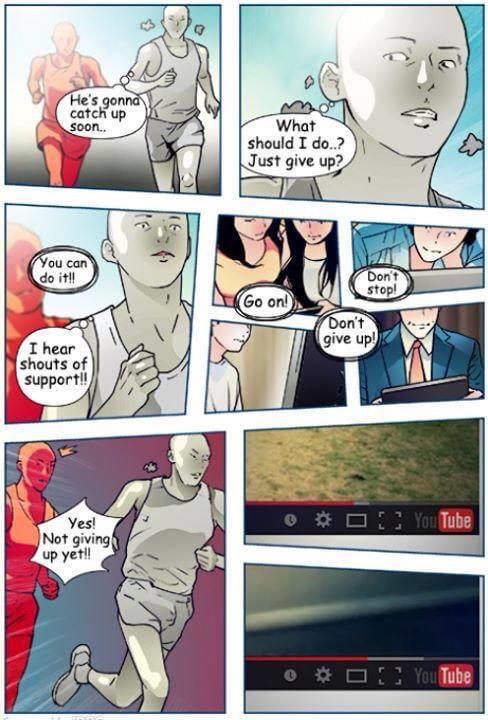 He's gonna
catch up
soon..
What
should I do..?
Just give up?
You can
do it!!
I hear
shouts of
support!!
Go on!
Don't
stop!
Don't
give up!
Yes!
Not giving
up yet!!
YouTube
YouTube